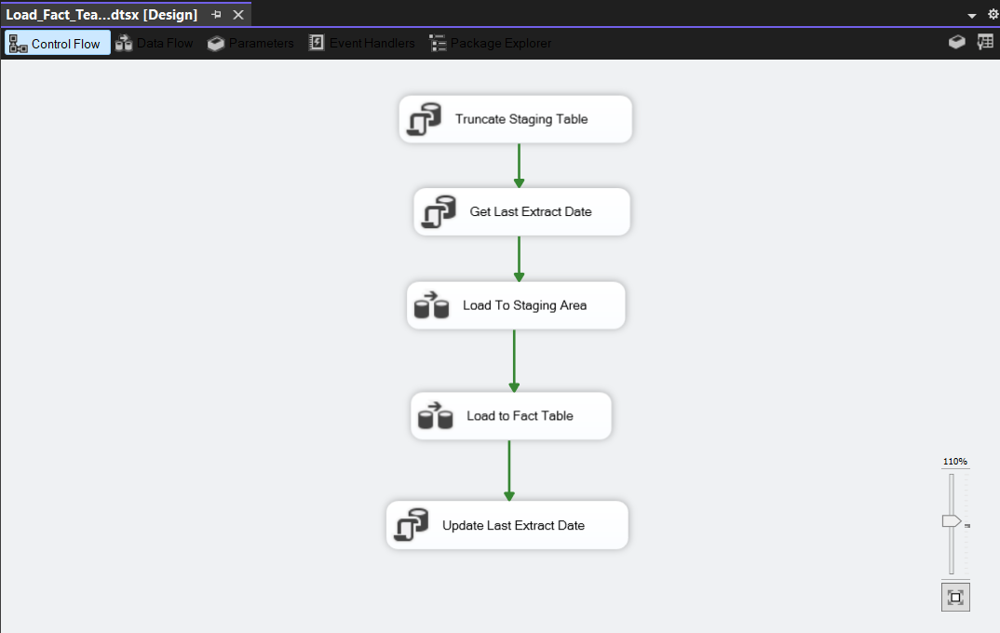 Load_Fact_Tea...dtsx [Design]
Control Flow
Data Flow
Parameters
Event Handlers
Package Explorer
Truncate Staging Table
Get Last Extract Date
Load To Staging Area
Load to Fact Table
Update Last Extract Date
110%